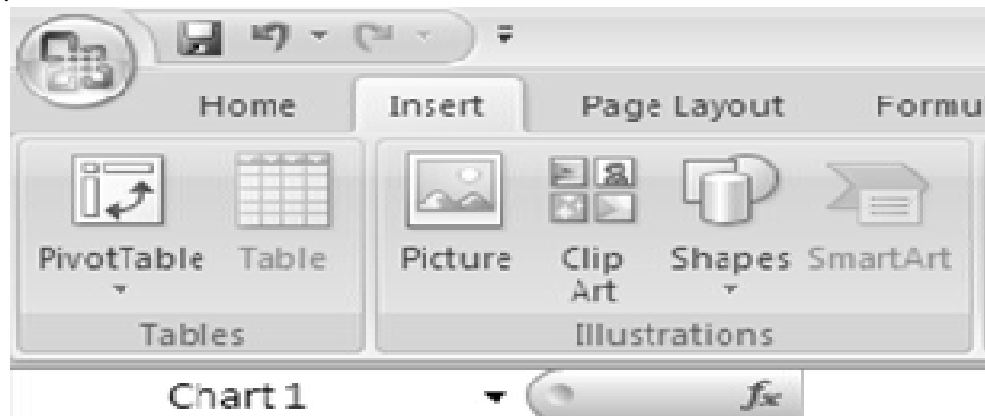 Home Insert Page Layout Formu
PivotTable Table Picture Clip Art Shapes SmartArt
Tables Illustrations
Chart 1 fx